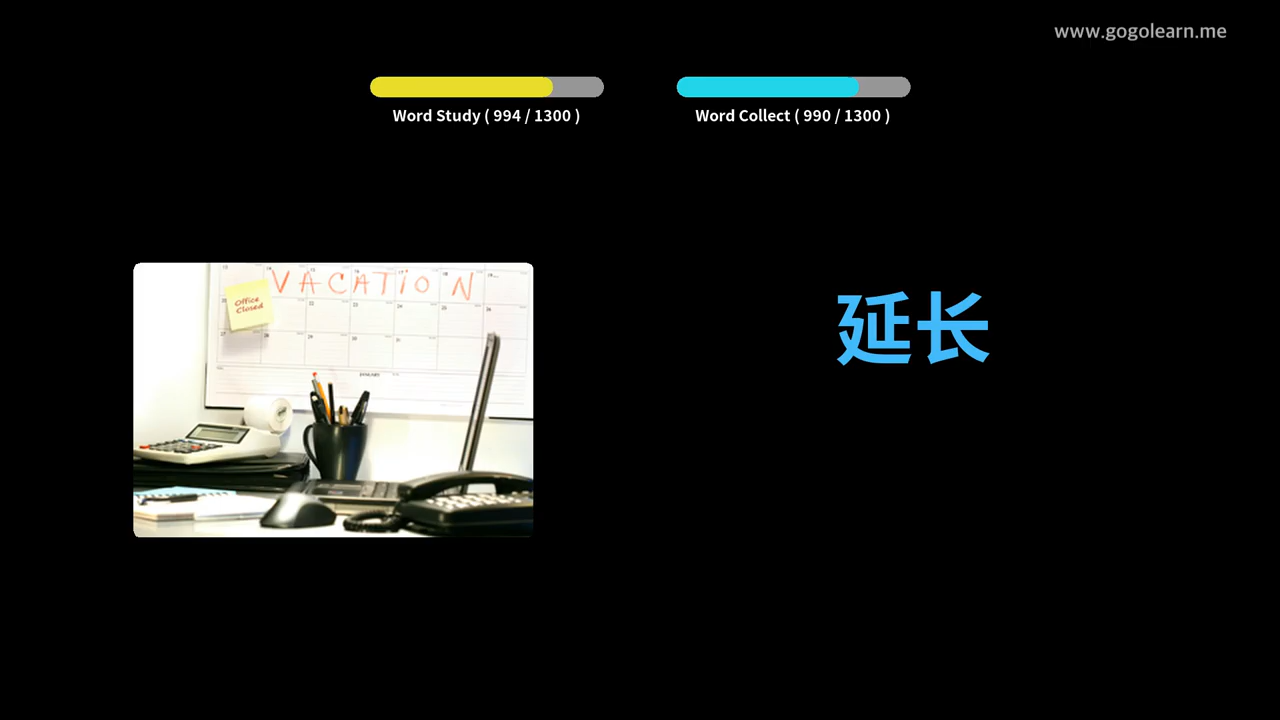 www.gogolearn.me
Word Study ( 994 / 1300 )
Word Collect ( 990 / 1300 )
VACATION
Office
Closed
延长